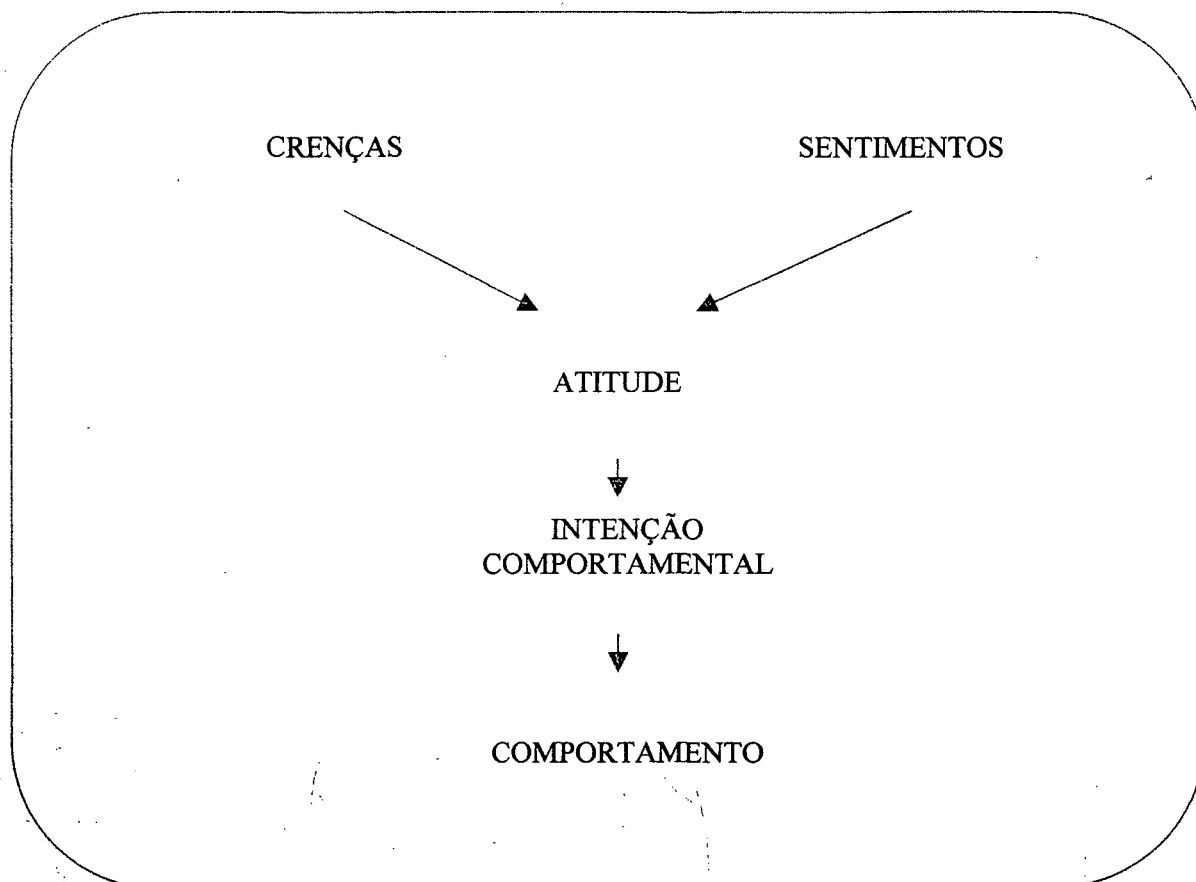 CRENÇAS SENTIMENTOS
ATITUDE
INTENÇÃO
COMPORTAMENTAL
COMPORTAMENTO